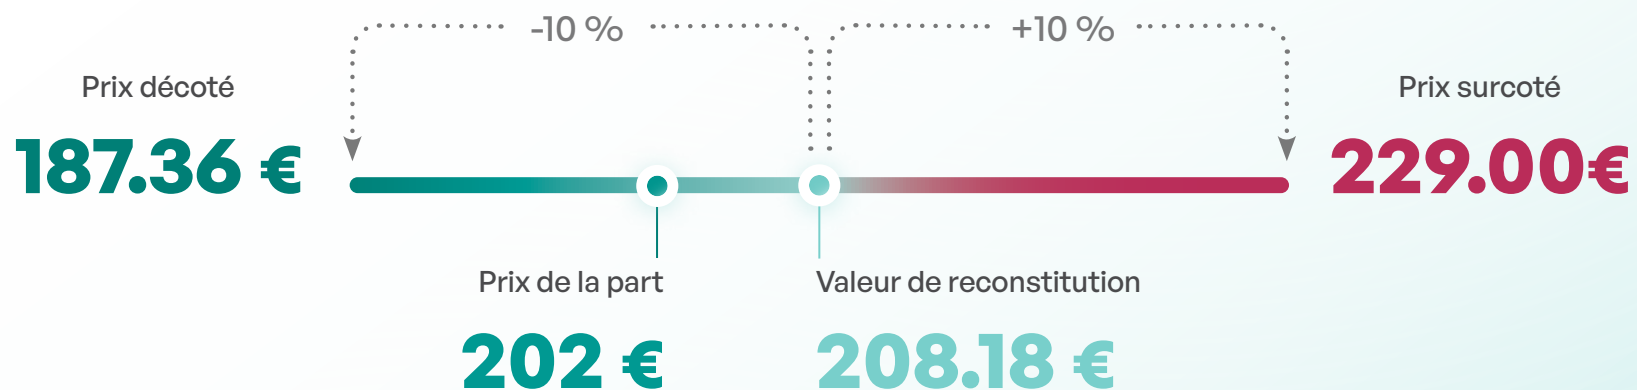 -10 %
+10 %
Prix décoté
Prix surcoté
187.36 €
229.00€
Prix de la part
Valeur de reconstitution
202 €
208.18 €